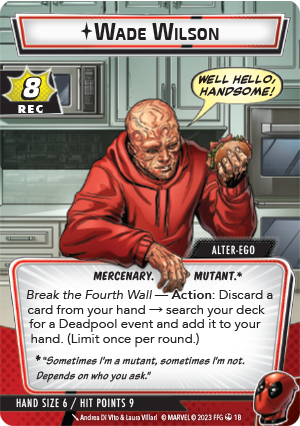 Wade Wilson
WELL HELLO,
HANDSOME!
8
REC
ALTER-EGO
MERCENARY. MUTANT.*
Break the Fourth Wall — Action: Discard a
card from your hand → search your deck
for a Deadpool event and add it to your
hand. (Limit once per round.)
*"Sometimes I'm a mutant, sometimes I'm not.
Depends on who you ask."
HAND SIZE 6 / HIT POINTS 9
Andrea Di Vito & Laura Villari © MARVEL © 2023 FFG 1B